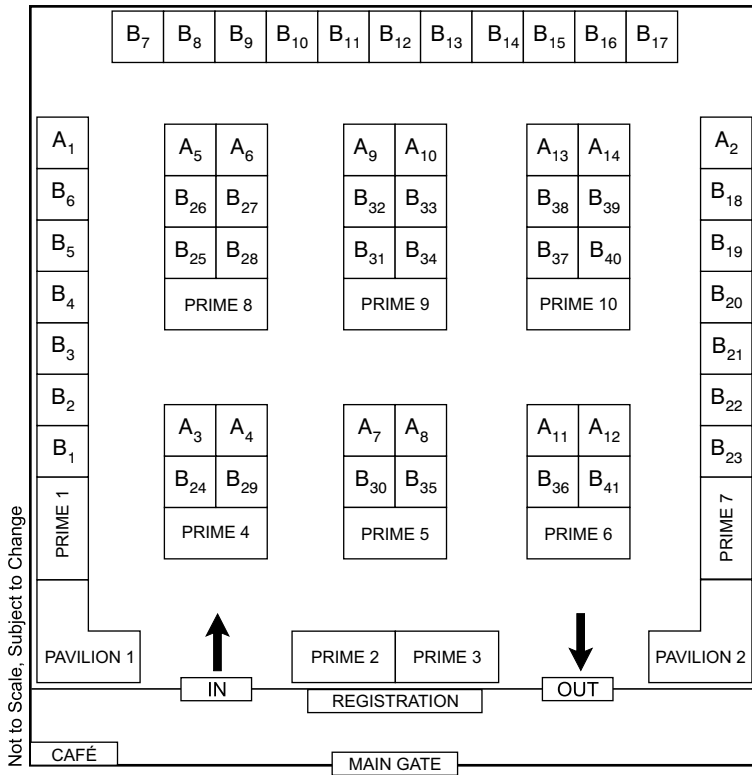 B7 B8 B9 B10 B11 B12 B13 B14 B15 B16 B17
A1 A5 A6 A9 A10 A13 A14 A2
B6 B26 B27 B32 B33 B38 B39 B18
B5 B25 B28 B31 B34 B37 B40 B19
B4 PRIME 8 PRIME 9 PRIME 10 B20
B3 B21
B2 A3 A4 A7 A8 A11 A12 B22
B1 B24 B29 B30 B35 B36 B41 B23
PRIME 1 PRIME 4 PRIME 5 PRIME 6 PRIME 7
PAVILION 1 PRIME 2 PRIME 3 PAVILION 2
IN OUT
REGISTRATION
CAFÉ
MAIN GATE
Not to Scale, Subject to Change